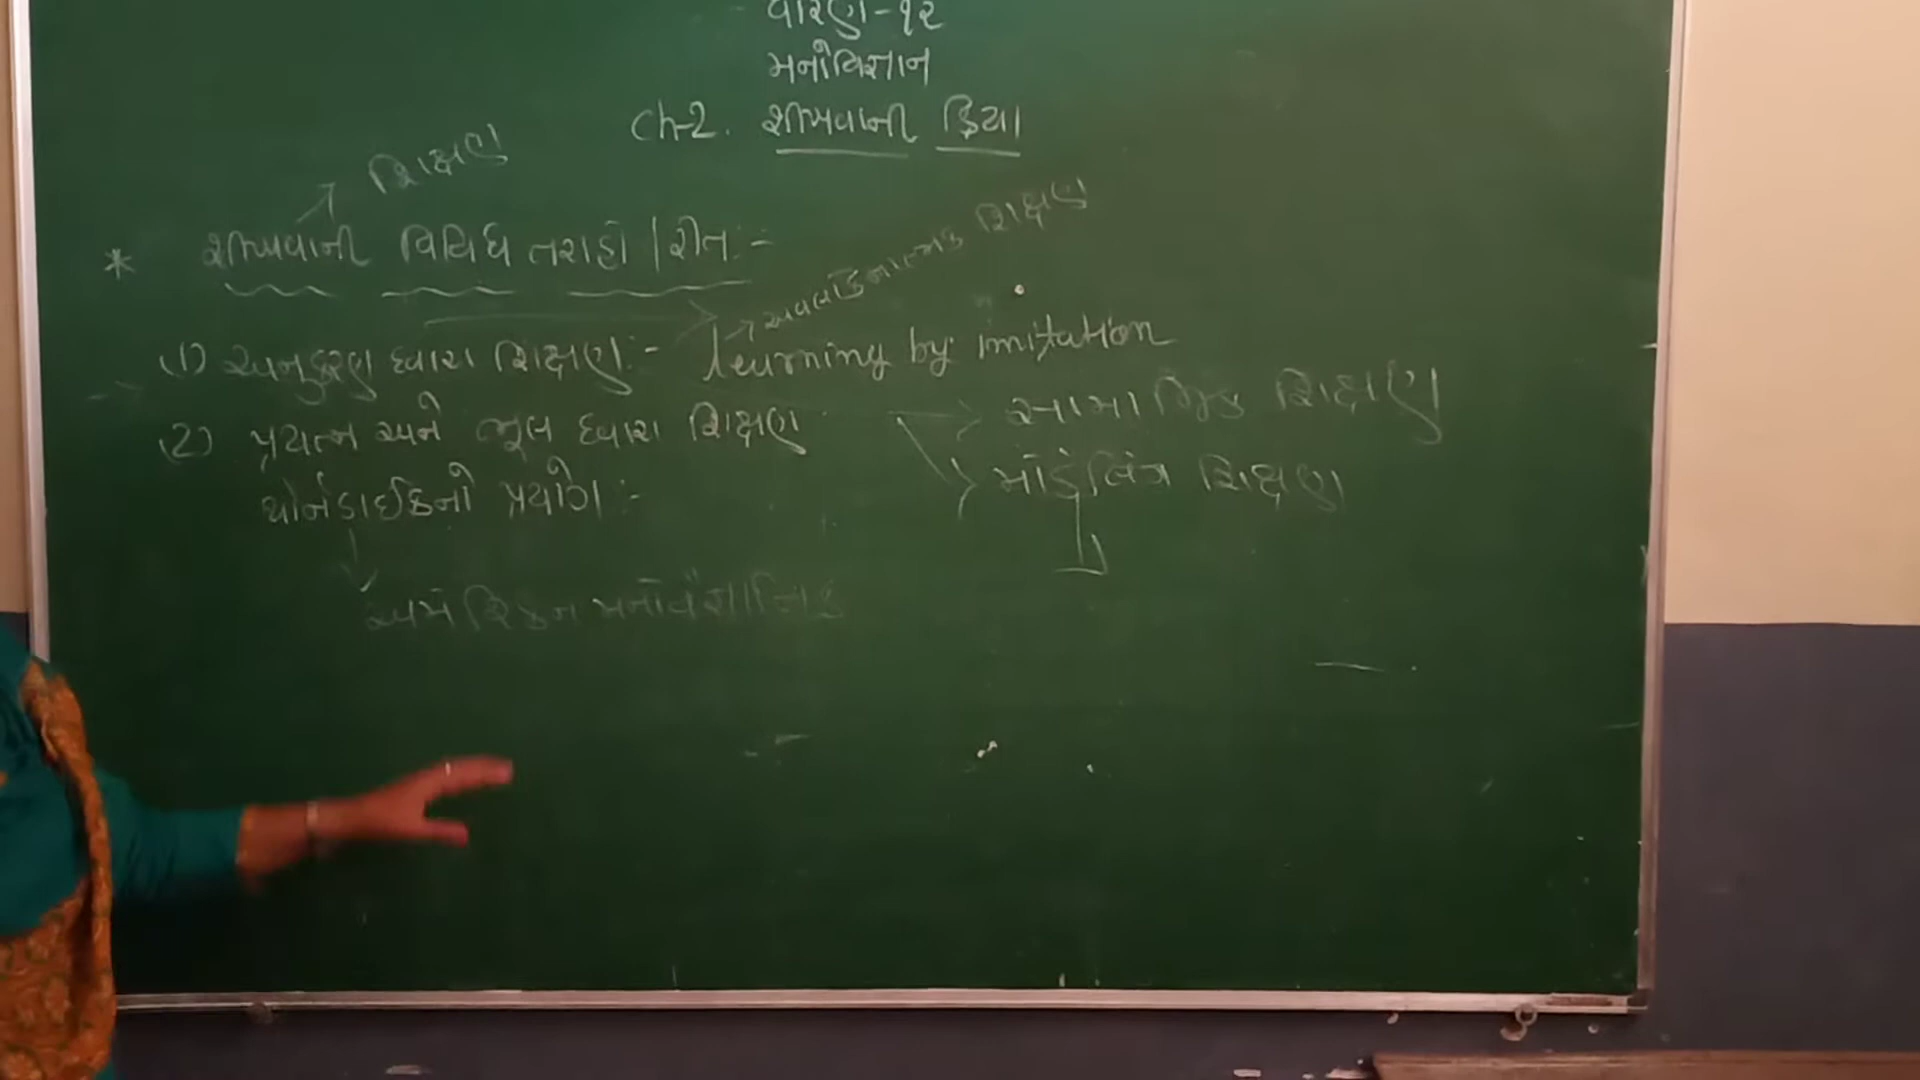 ધોરણ-૧૨
મનોવિજ્ઞાન
Ch-2. શીખવાની ક્રિયા
શિક્ષણ
* શીખવાની વિવિધ તરાહો / રીત :-
અવલોકનાત્મક શિક્ષણ
(1) અનુકરણ દ્વારા શિક્ષણ :- learning by imitation
સામાજિક શિક્ષણ
(2) પ્રયત્ન અને ભૂલ દ્વારા શિક્ષણ
મોડેલિંગ શિક્ષણ
થોર્નડાઈકનો પ્રયોગ :-
અમેરિકન મનોવૈજ્ઞાનિક